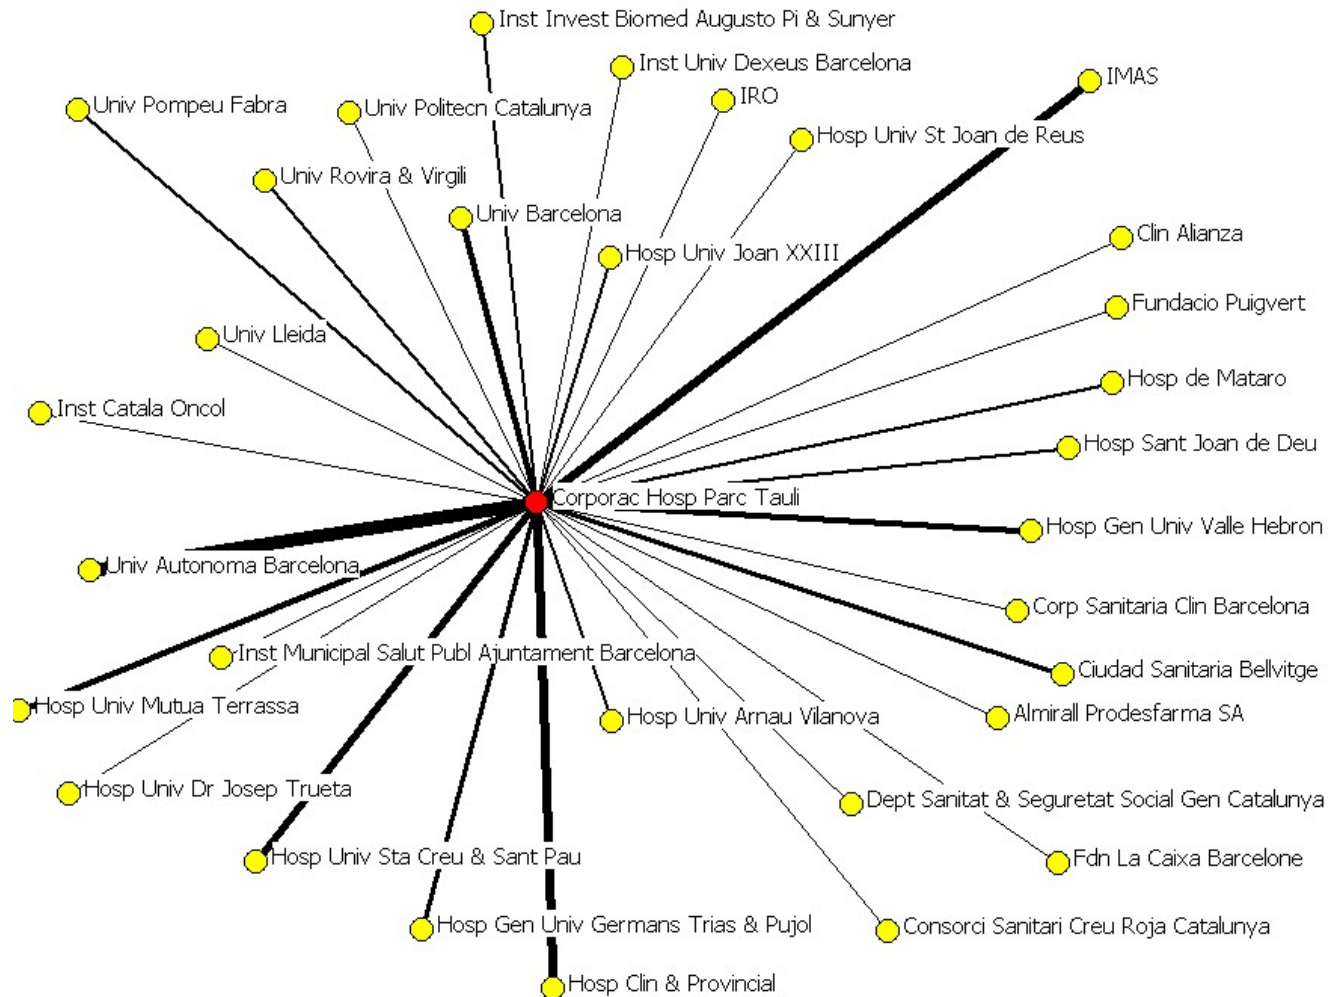 Inst Invest Biomed Augusto Pi & Sunyer
Inst Univ Dexeus Barcelona
IMAS
IRO
Univ Pompeu Fabra
Univ Politecn Catalunya
Hosp Univ St Joan de Reus
Univ Rovira & Virgili
Univ Barcelona
Clin Alianza
Hosp Univ Joan XXIII
Fundacio Puigvert
Univ Lleida
Hosp de Mataro
Inst Catala Oncol
Hosp Sant Joan de Deu
Corporac Hosp Parc Tauli
Hosp Gen Univ Valle Hebron
Univ Autonoma Barcelona
Corp Sanitaria Clin Barcelona
Inst Municipal Salut Publ Ajuntament Barcelona
Ciudad Sanitaria Bellvitge
Hosp Univ Mutua Terrassa
Hosp Univ Arnau Vilanova
Almirall Prodesfarma SA
Hosp Univ Dr Josep Trueta
Dept Sanitat & Seguretat Social Gen Catalunya
Hosp Univ Sta Creu & Sant Pau
Fdn La Caixa Barcelone
Hosp Gen Univ Germans Trias & Pujol
Consorci Sanitari Creu Roja Catalunya
Hosp Clin & Provincial